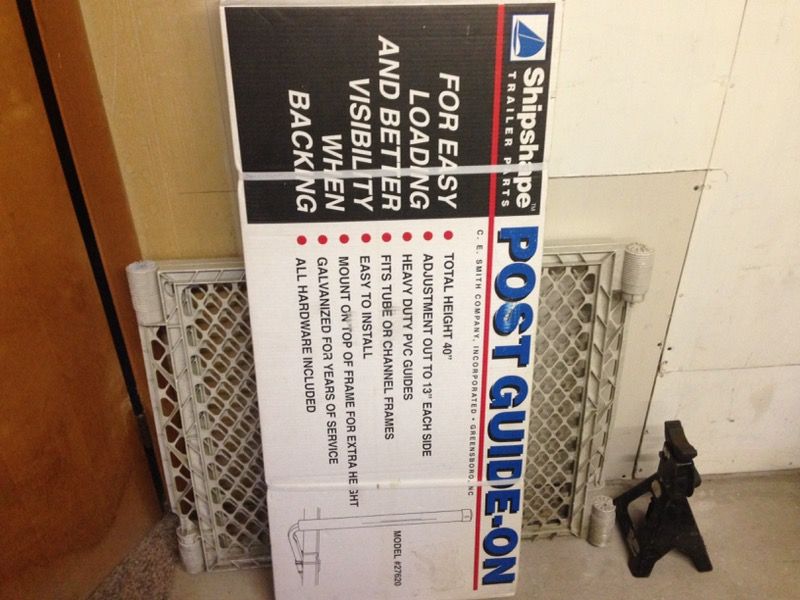 Shipshape™
TRAILER PARTS
FOR EASY
LOADING
AND BETTER
VISIBILITY
WHEN
BACKING
POST GUIDE-ON
C. E. SMITH COMPANY, INCORPORATED • GREENSBORO, NC
• TOTAL HEIGHT 40"
• ADJUSTMENT OUT TO 13" EACH SIDE
• HEAVY DUTY PVC GUIDES
• FITS TUBE OR CHANNEL FRAMES
• EASY TO INSTALL
• MOUNT ON TOP OF FRAME FOR EXTRA HEIGHT
• GALVANIZED FOR YEARS OF SERVICE
• ALL HARDWARE INCLUDED
MODEL #27620